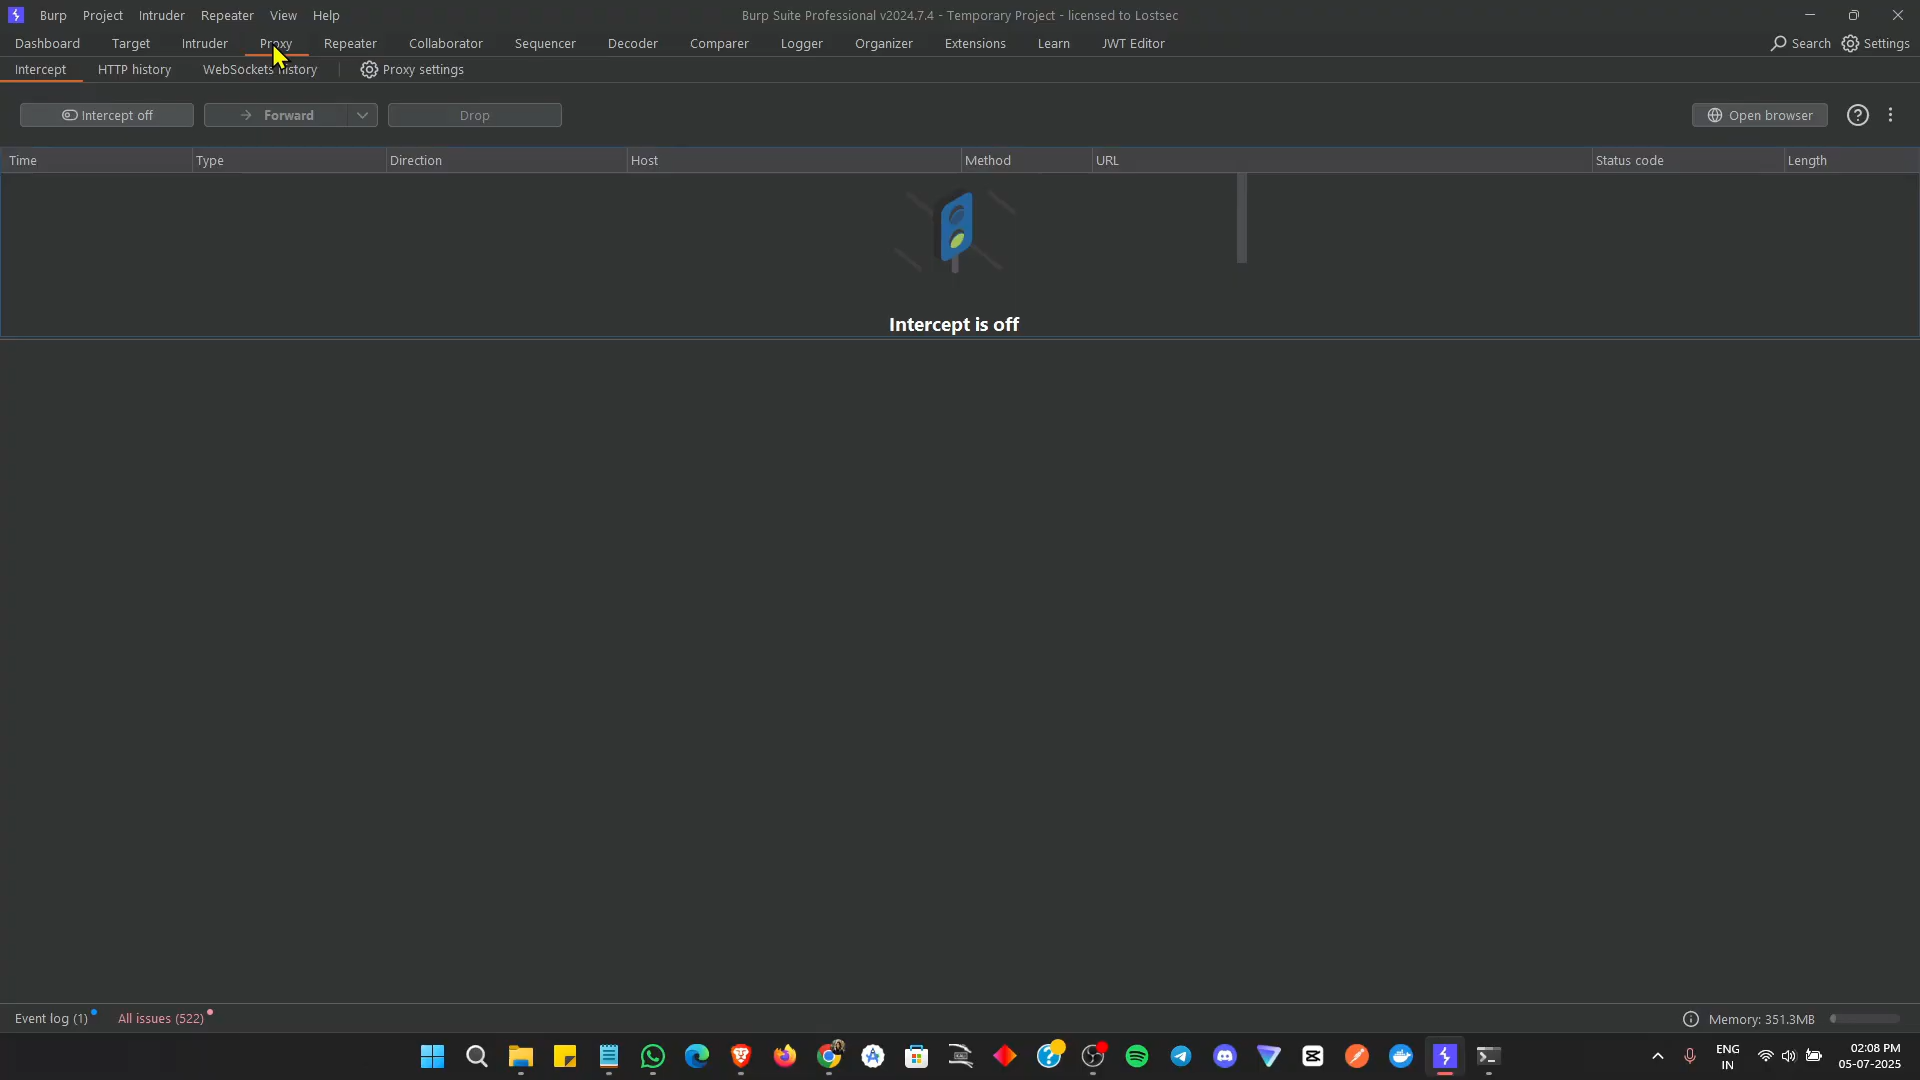 Burp Project Intruder Repeater View Help Burp Suite Professional v2024.7.4 - Temporary Project - licensed to Lostsec
Dashboard Target Intruder Proxy Repeater Collaborator Sequencer Decoder Comparer Logger Organizer Extensions Learn JWT Editor Search Settings
Intercept HTTP history WebSockets history Proxy settings
Intercept off Forward Drop Open browser
Time Type Direction Host Method URL Status code Length
Intercept is off
Event log (1) All issues (522) Memory: 351.3MB
ENG 02:08 PM
IN 05-07-2025